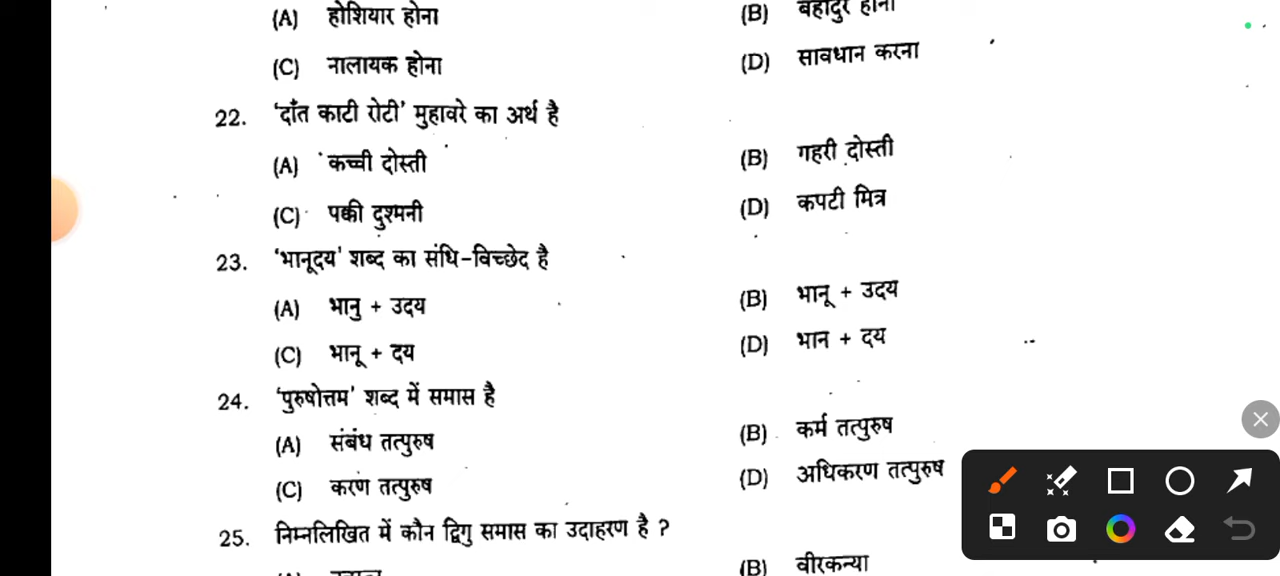 (A) होशियार होना (B) बहादुर होना
(C) नालायक होना (D) सावधान करना
22. ‘दाँत काटी रोटी’ मुहावरे का अर्थ है
(A) कच्ची दोस्ती (B) गहरी दोस्ती
(C) पक्की दुश्मनी (D) कपटी मित्र
23. ‘भानूदय’ शब्द का संधि-विच्छेद है
(A) भानु + उदय (B) भानू + उदय
(C) भानू + दय (D) भान + दय
24. ‘पुरुषोत्तम’ शब्द में समास है
(A) संबंध तत्पुरुष (B) कर्म तत्पुरुष
(C) करण तत्पुरुष (D) अधिकरण तत्पुरुष
25. निम्नलिखित में कौन द्विगु समास का उदाहरण है ?
(A) (B) वीरकन्या